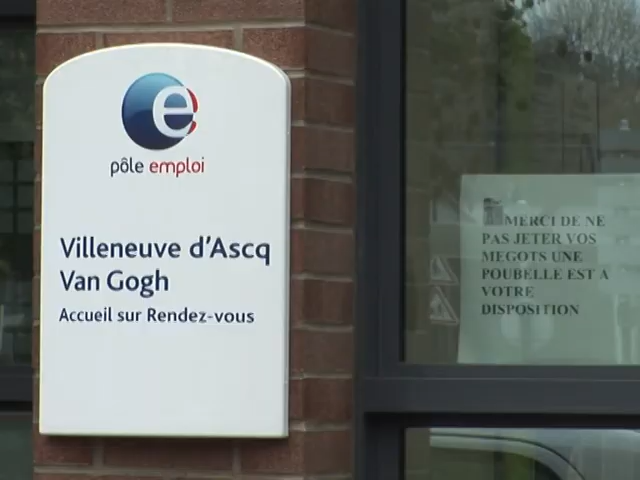 e
pôle emploi
Villeneuve d'Ascq
Van Gogh
Accueil sur Rendez-vous
MERCI DE NE
PAS JETER VOS
MEGOTS UNE
POUBELLE EST A
VOTRE
DISPOSITION